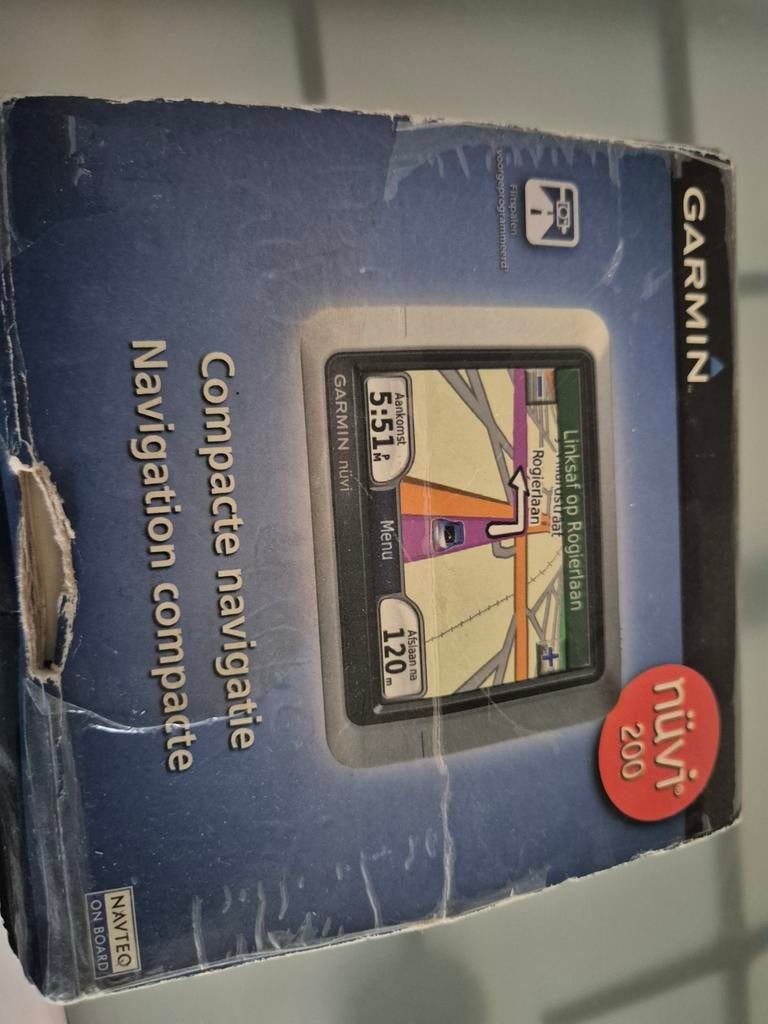 GARMIN
nüvi®
200
Flitspalen
voorgeprogrammeerd
Linksaf op Rogierlaan
Rogierlaan
Aankomst
5:51 P M
Menu
Afslaan na
120 m
GARMIN nüvi
Compacte navigatie
Navigation compacte
NAVTEQ
ON BOARD